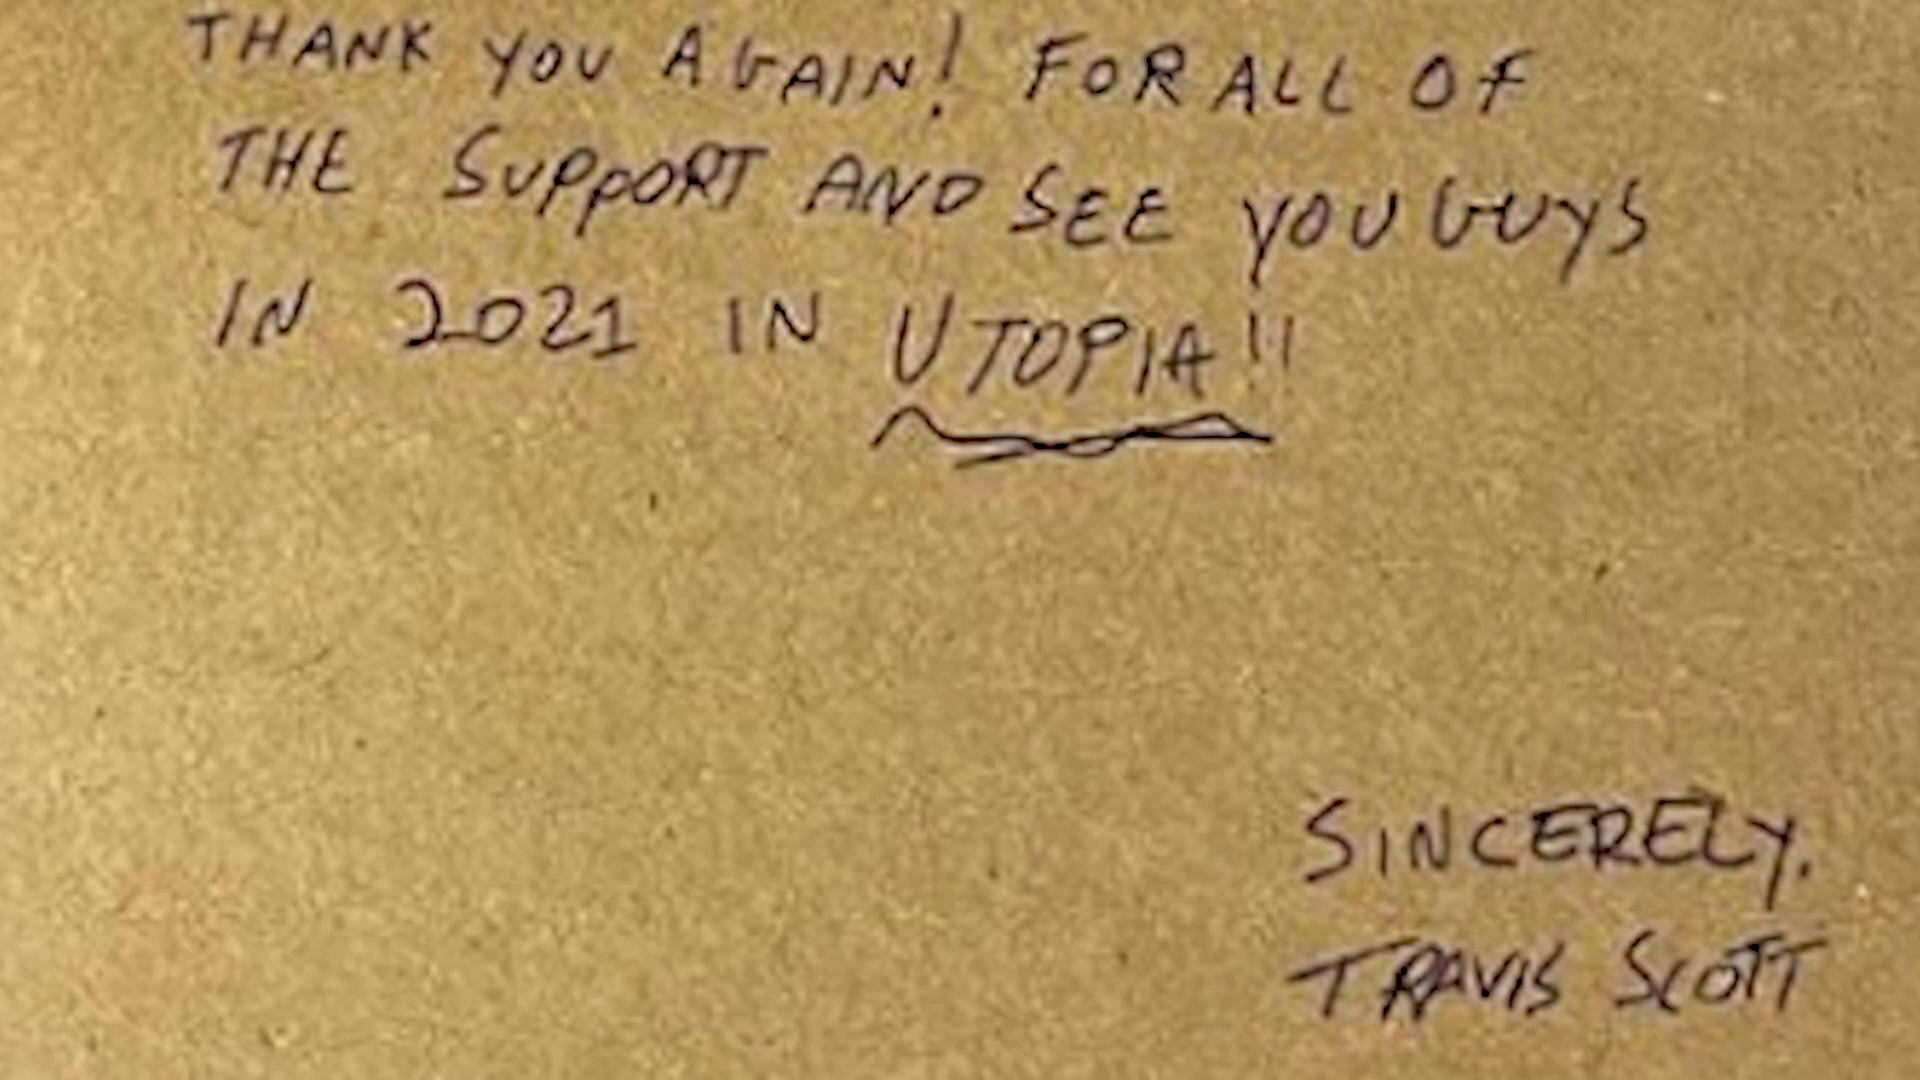 THANK YOU AGAIN! FOR ALL OF
THE SUPPORT AND SEE YOU GUYS
IN 2021 IN UTOPIA!!
SINCERELY.
TRAVIS SCOTT